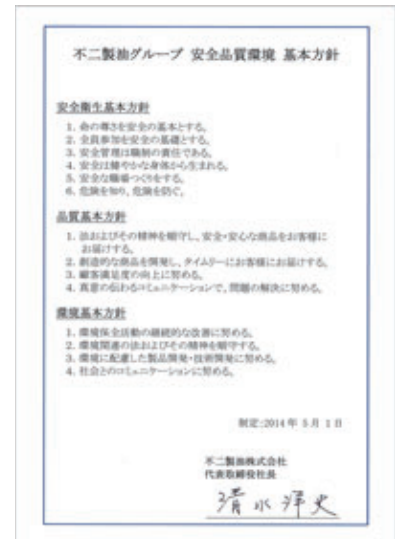 不二製油グループ 安全品質環境 基本方針
安全衛生基本方針
1. 命の尊さを安全の基本とする。
2. 全員参加を安全の基礎とする。
3. 安全管理は職制の責任である。
4. 安全は健やかな身体から生まれる。
5. 安全な職場つくりをする。
6. 危険を知り、危険を防ぐ。
品質基本方針
1. 法およびその精神を順守し、安全・安心な商品をお客様に
お届けする。
2. 創造的な商品を開発し、タイムリーにお客様にお届けする。
3. 顧客満足度の向上に努める。
4. 真意の伝わるコミュニケーションで、問題の解決に努める。
環境基本方針
1. 環境保全活動の継続的な改善に努める。
2. 環境関連の法およびその精神を順守する。
3. 環境に配慮した製品開発・技術開発に努める。
4. 社会とのコミュニケーションに努める。
制定:2014年 5月 1日
不二製油株式会社
代表取締役社長
清水洋史